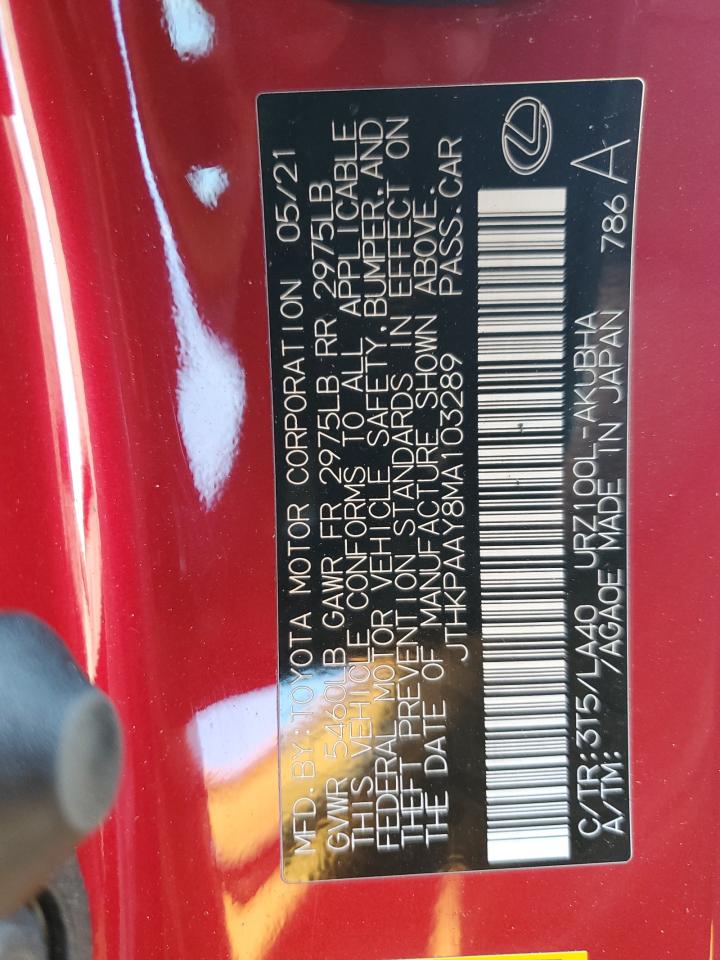 MFD. BY: TOYOTA MOTOR CORPORATION 05/21
GVWR 5460LB GAWR FR 2975LB RR 2975LB
THIS VEHICLE CONFORMS TO ALL APPLICABLE
FEDERAL MOTOR VEHICLE SAFETY, BUMPER, AND
THEFT PREVENTION STANDARDS IN EFFECT ON
THE DATE OF MANUFACTURE SHOWN ABOVE.
JTHKPAAY8MA103289 PASS. CAR
C/TR: 3T5/LA40 URZ100L-AKUBHA
A/TM: /AGA0E MADE IN JAPAN 786 A